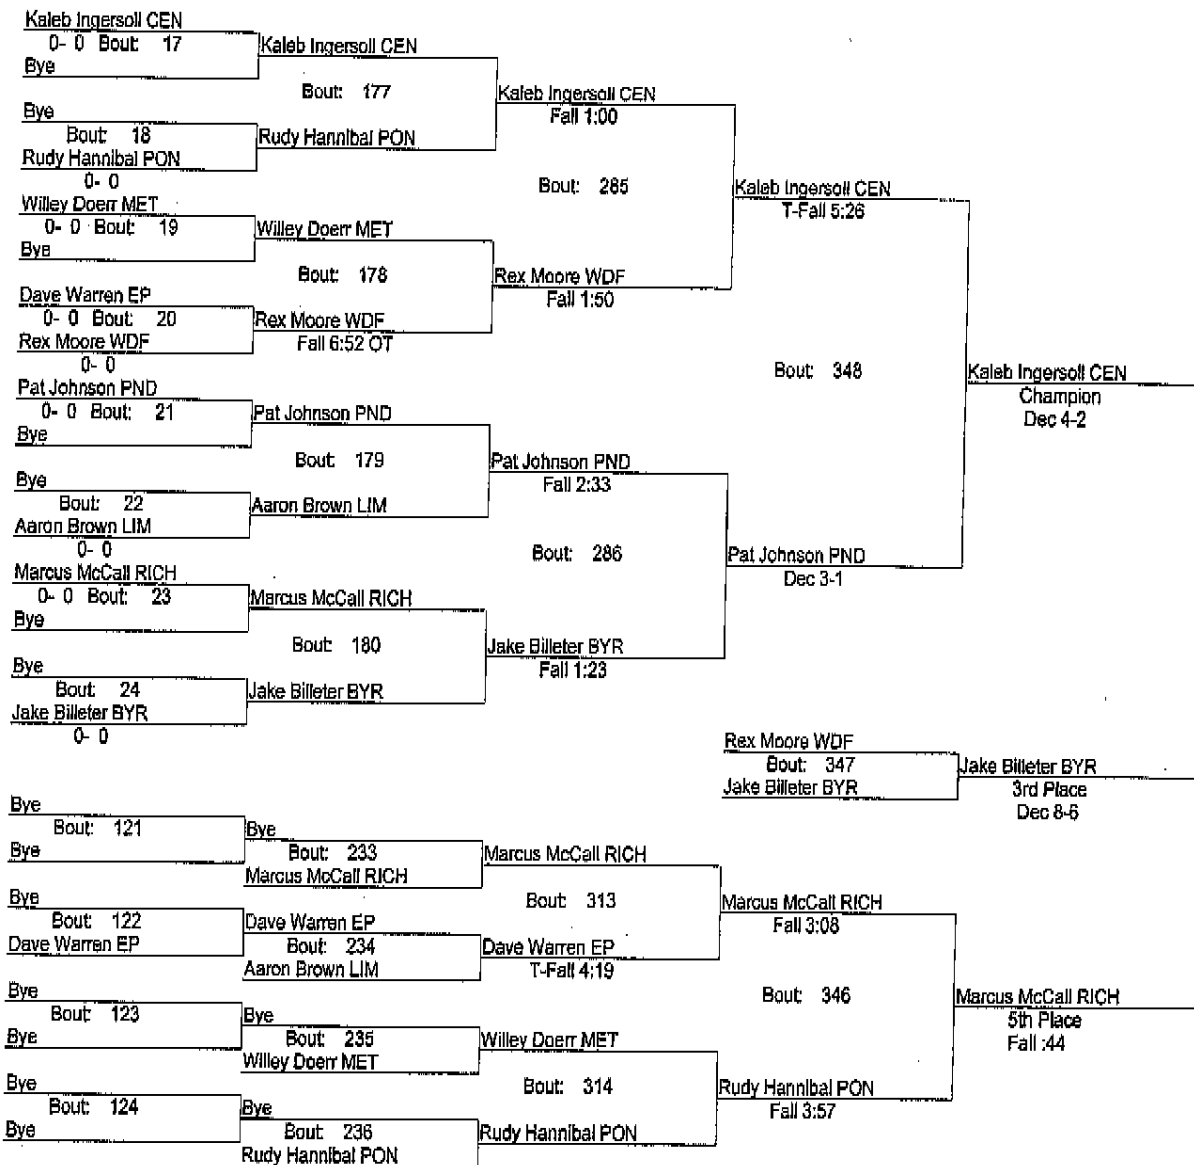 Kaleb Ingersoll CEN
0- 0 Bout: 17
Bye
Kaleb Ingersoll CEN
Bout: 177
Bye
Bout: 18
Rudy Hannibal PON
0- 0
Rudy Hannibal PON
Kaleb Ingersoll CEN
Fall 1:00
Bout: 285
Willey Doerr MET
0- 0 Bout: 19
Bye
Willey Doerr MET
Bout: 178
Dave Warren EP
0- 0 Bout: 20
Rex Moore WDF
0- 0
Rex Moore WDF
Fall 6:52 OT
Rex Moore WDF
Fall 1:50
Kaleb Ingersoll CEN
T-Fall 5:26
Bout: 348
Kaleb Ingersoll CEN
Champion
Dec 4-2
Pat Johnson PND
0- 0 Bout: 21
Bye
Pat Johnson PND
Bout: 179
Bye
Bout: 22
Aaron Brown LIM
0- 0
Aaron Brown LIM
Pat Johnson PND
Fall 2:33
Bout: 286
Pat Johnson PND
Dec 3-1
Marcus McCall RICH
0- 0 Bout: 23
Bye
Marcus McCall RICH
Bout: 180
Bye
Bout: 24
Jake Billeter BYR
0- 0
Jake Billeter BYR
Jake Billeter BYR
Fall 1:23
Rex Moore WDF
Bout: 347
Jake Billeter BYR
Jake Billeter BYR
3rd Place
Dec 8-6
Bye
Bout: 121
Bye
Bye
Bout: 233
Marcus McCall RICH
Marcus McCall RICH
Bout: 313
Bye
Bout: 122
Dave Warren EP
Dave Warren EP
Bout: 234
Aaron Brown LIM
Dave Warren EP
T-Fall 4:19
Marcus McCall RICH
Fall 3:08
Bout: 346
Marcus McCall RICH
5th Place
Fall :44
Bye
Bout: 123
Bye
Bye
Bout: 235
Willey Doerr MET
Willey Doerr MET
Bout: 314
Bye
Bout: 124
Bye
Bye
Bout: 236
Rudy Hannibal PON
Rudy Hannibal PON
Rudy Hannibal PON
Fall 3:57